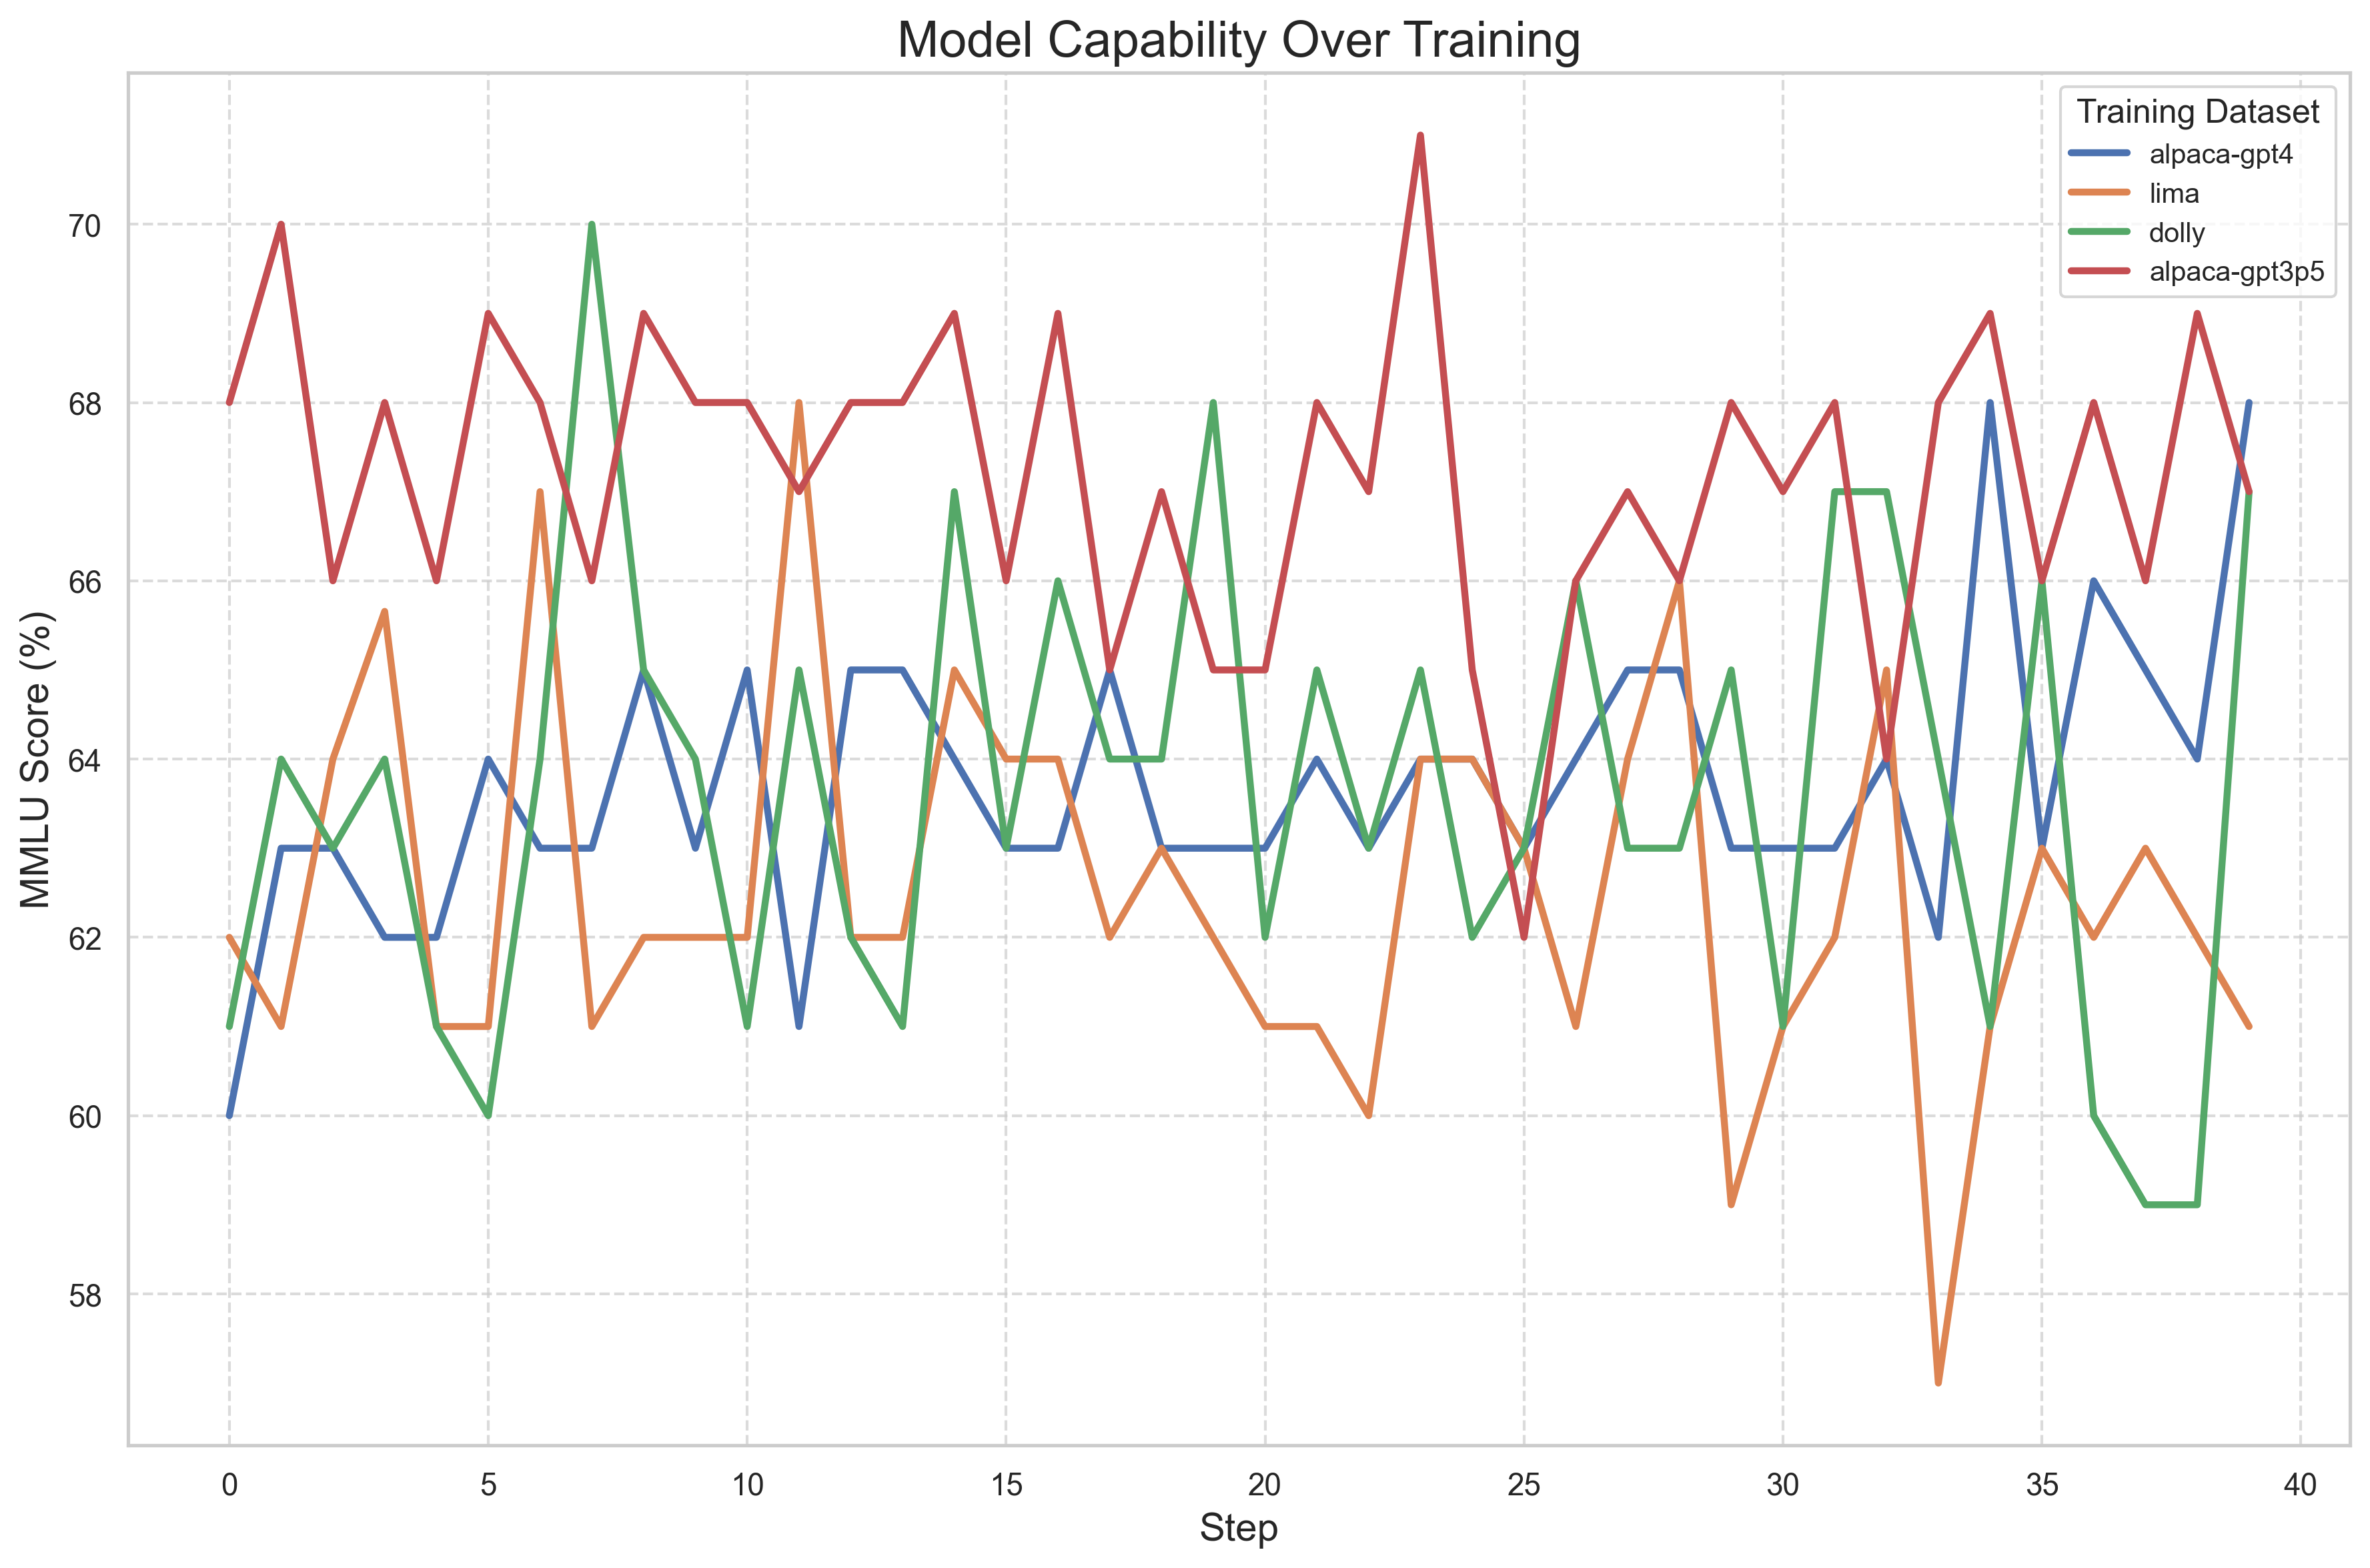 Model Capability Over Training
Training Dataset
alpaca-gpt4
lima
dolly
alpaca-gpt3p5
MMLU Score (%)
70
68
66
64
62
60
58
0 5 10 15 20 25 30 35 40
Step